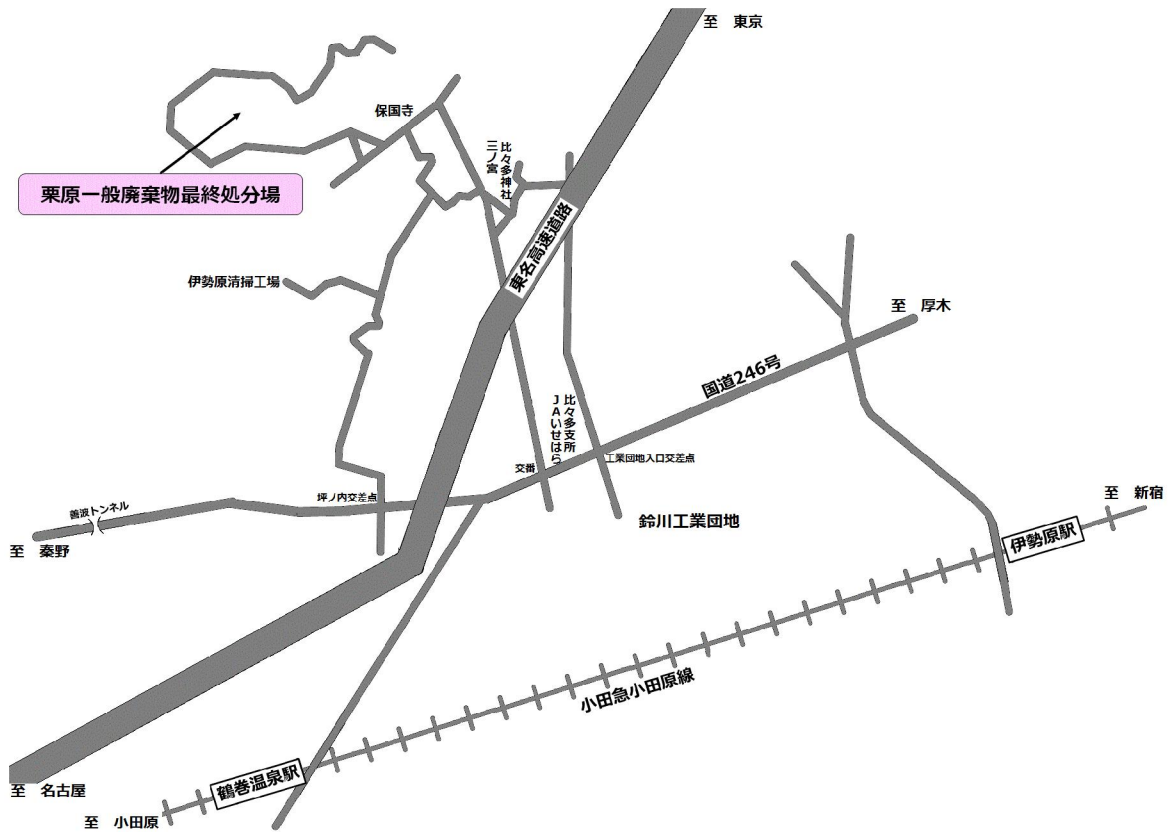 至　東京
保国寺
比々多神社
三ノ宮
栗原一般廃棄物最終処分場
東名高速道路
伊勢原清掃工場
至　厚木
国道246号
比々多支所
JAいせはら
交番
工業団地入口交差点
坪ノ内交差点
善波トンネル
至　新宿
鈴川工業団地
伊勢原駅
至　秦野
小田急小田原線
鶴巻温泉駅
至　名古屋
至　小田原